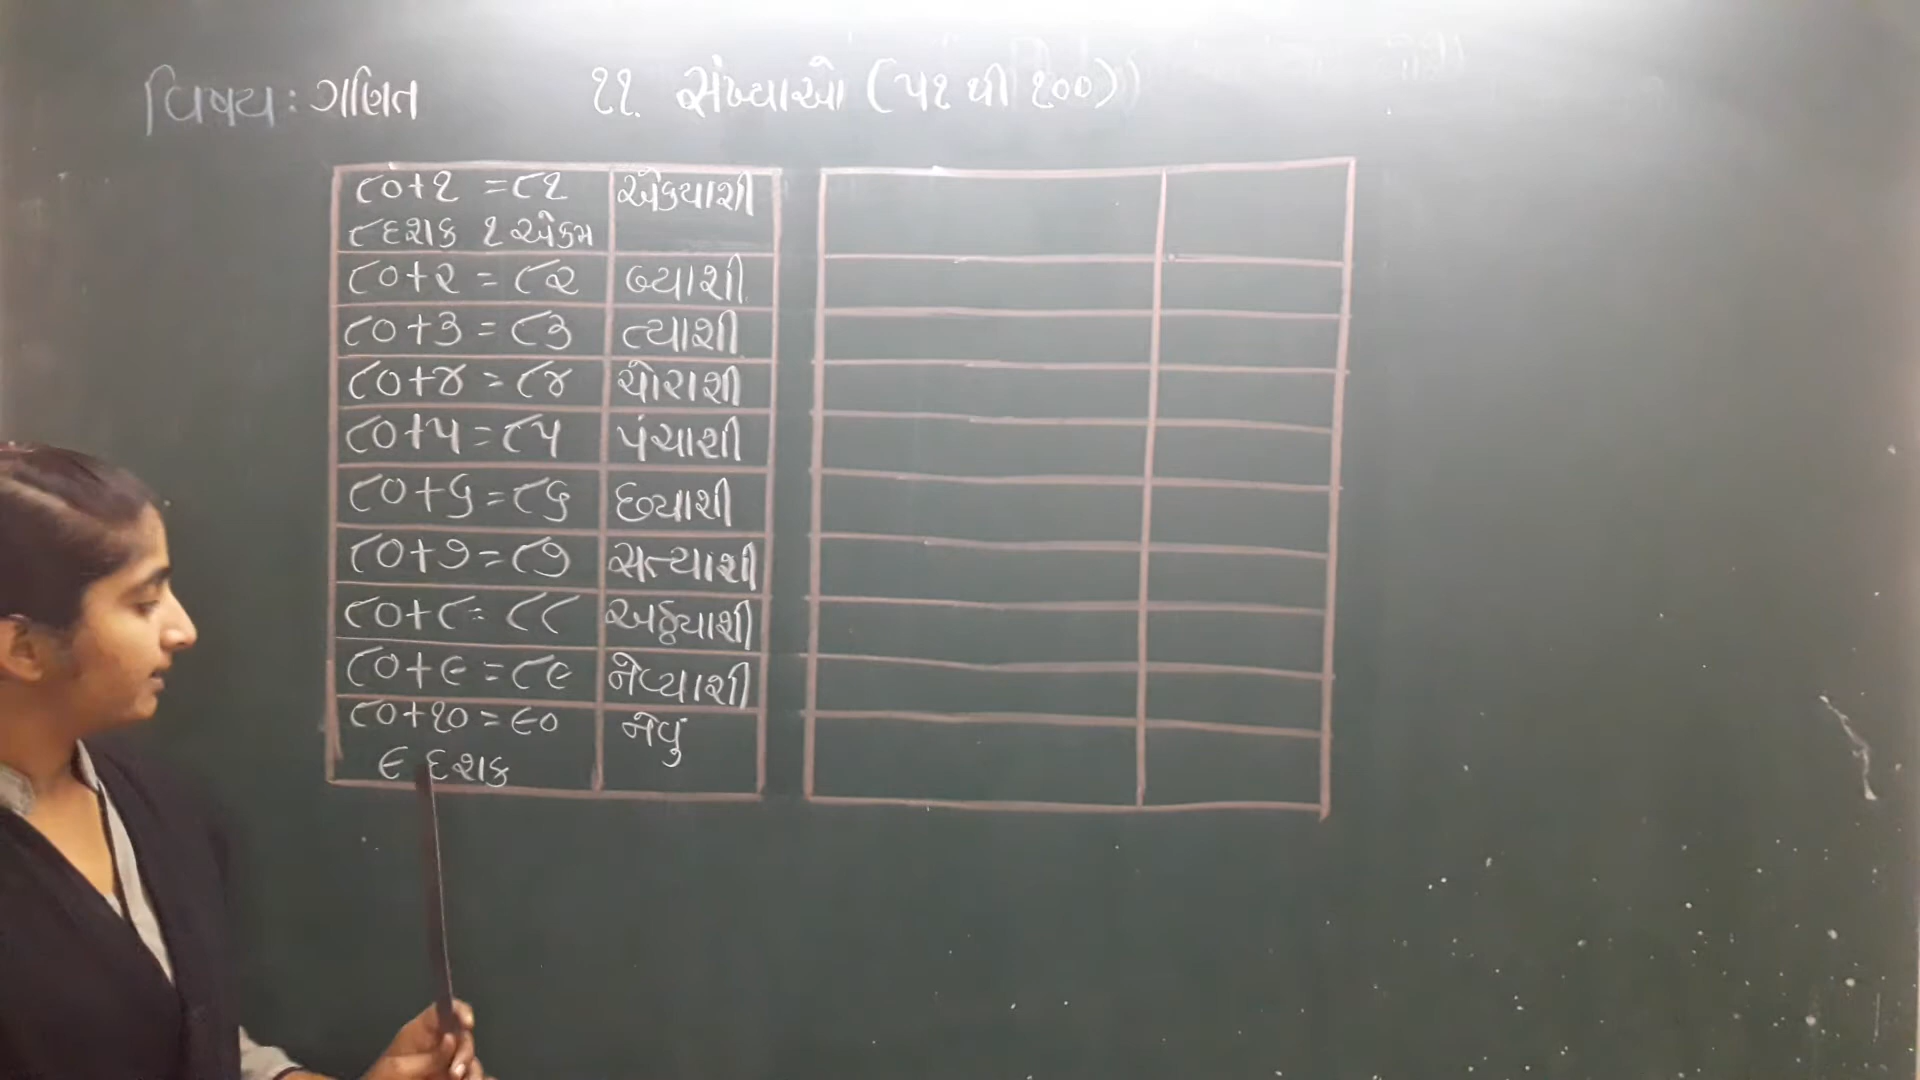 વિષય: ગણિત
૧૧. સંખ્યાઓ (૫૧ થી ૧૦૦)
૮૦+૧ = ૮૧ એક્યાશી
૮ દશક ૧ એકમ
૮૦+૨ = ૮૨ બ્યાશી
૮૦+૩ = ૮૩ ત્યાશી
૮૦+૪ = ૮૪ ચોરાશી
૮૦+૫ = ૮૫ પંચાશી
૮૦+૬ = ૮૬ છ્યાશી
૮૦+૭ = ૮૭ સત્યાશી
૮૦+૮ = ૮૮ અઠ્ઠયાશી
૮૦+૯ = ૮૯ નેવ્યાશી
૮૦+૧૦ = ૯૦ નેવું
૯ દશક